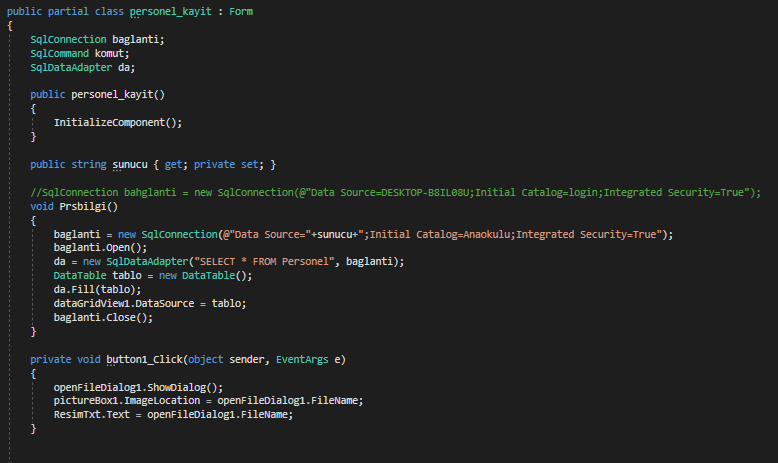 public partial class personel_kayit : Form
{
SqlConnection baglanti;
SqlCommand komut;
SqlDataAdapter da;
public personel_kayit()
{
InitializeComponent();
}
public string sunucu { get; private set; }
//SqlConnection bahglanti = new SqlConnection(@"Data Source=DESKTOP-B8IL08U;Initial Catalog=login;Integrated Security=True");
void Prsbilgi()
{
baglanti = new SqlConnection(@"Data Source="+sunucu+";Initial Catalog=Anaokulu;Integrated Security=True");
baglanti.Open();
da = new SqlDataAdapter("SELECT * FROM Personel", baglanti);
DataTable tablo = new DataTable();
da.Fill(tablo);
dataGridView1.DataSource = tablo;
baglanti.Close();
}
private void button1_Click(object sender, EventArgs e)
{
openFileDialog1.ShowDialog();
pictureBox1.ImageLocation = openFileDialog1.FileName;
ResimTxt.Text = openFileDialog1.FileName;
}